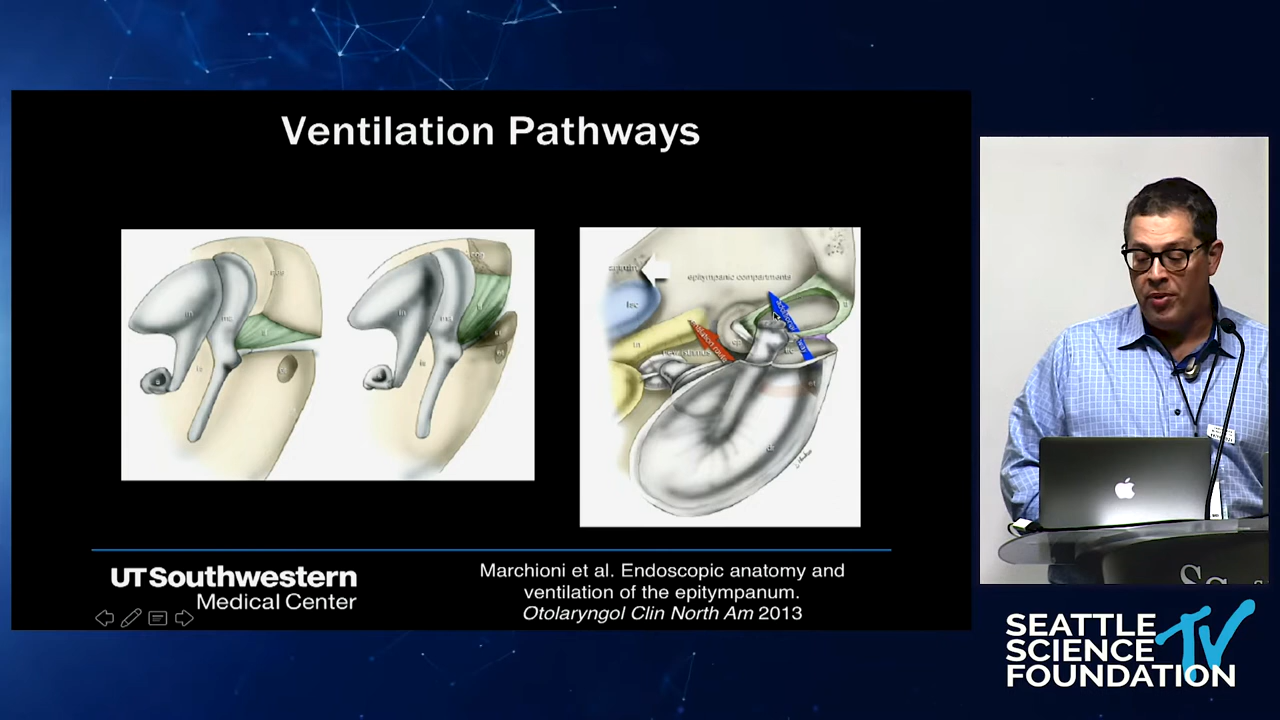 Ventilation Pathways
epitympanic compartments
UTSouthwestern
Medical Center
Marchioni et al. Endoscopic anatomy and
ventilation of the epitympanum.
Otolaryngol Clin North Am 2013
SEATTLE
SCIENCE TV
FOUNDATION